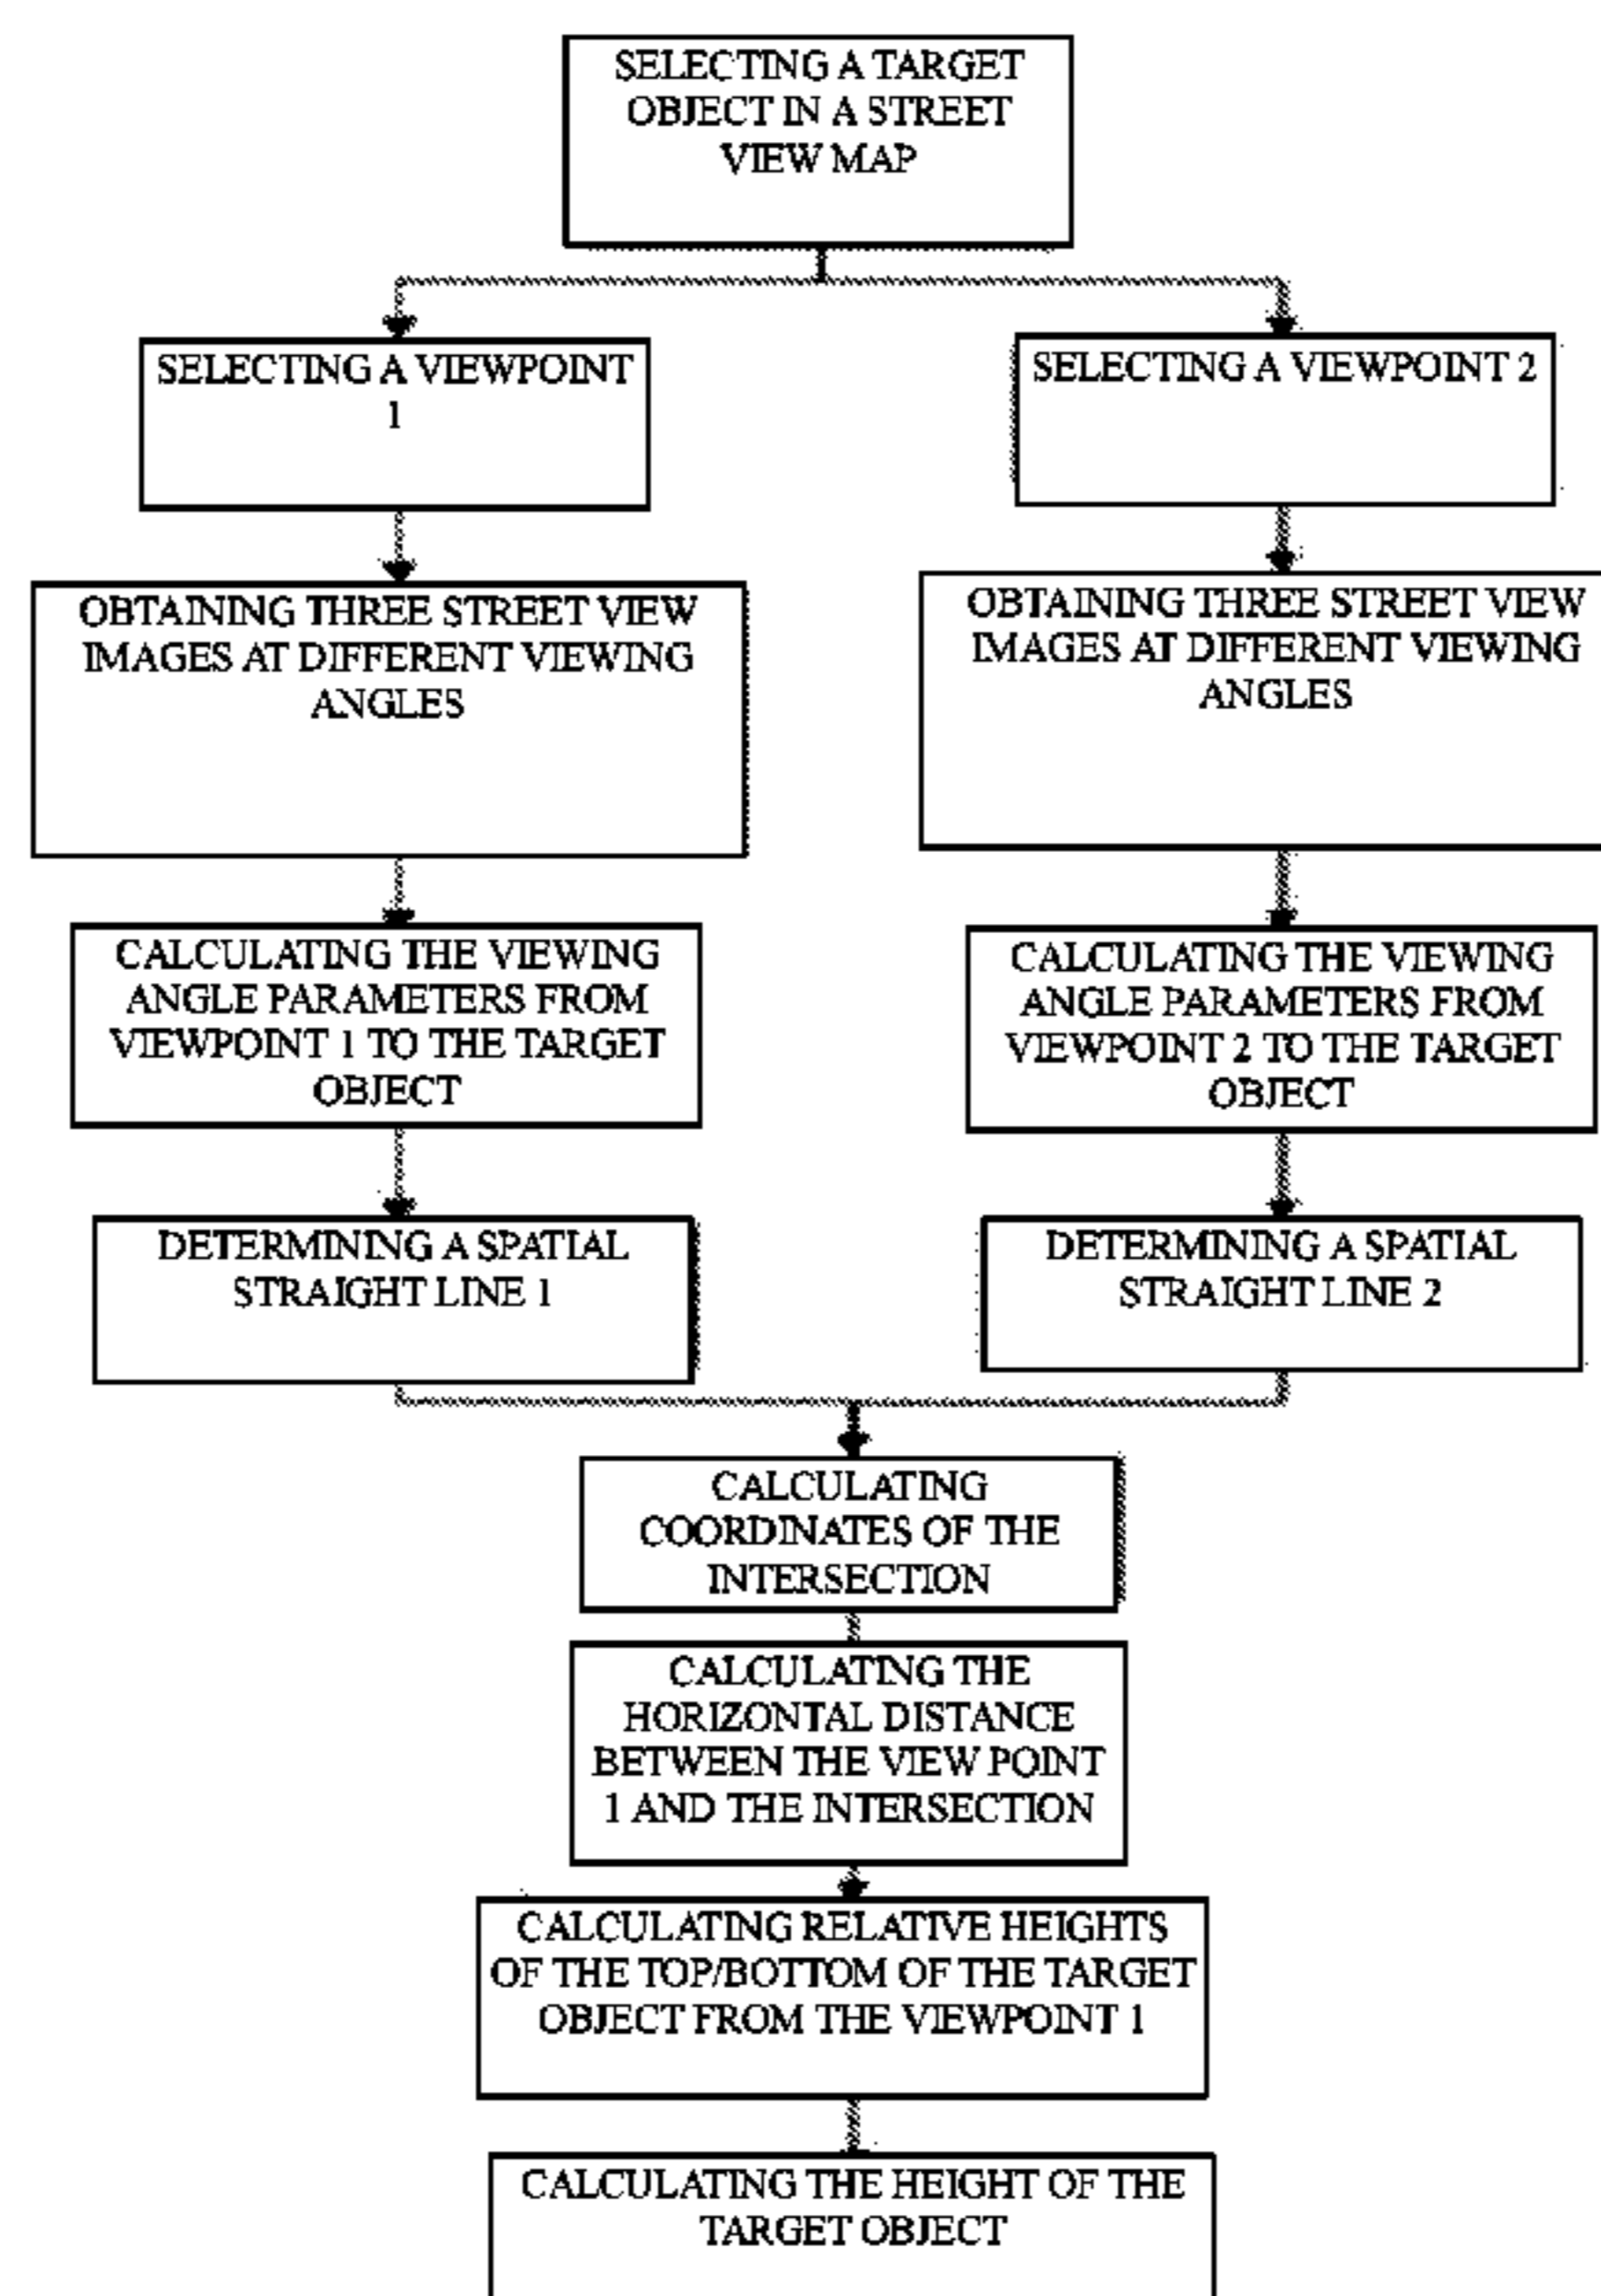 SELECTING A TARGET
OBJECT IN A STREET
VIEW MAP
SELECTING A VIEWPOINT
1
SELECTING A VIEWPOINT 2
OBTAINING THREE STREET VIEW
IMAGES AT DIFFERENT VIEWING
ANGLES
OBTAINING THREE STREET VIEW
IMAGES AT DIFFERENT VIEWING
ANGLES
CALCULATING THE VIEWING
ANGLE PARAMETERS FROM
VIEWPOINT 1 TO THE TARGET
OBJECT
CALCULATING THE VIEWING
ANGLE PARAMETERS FROM
VIEWPOINT 2 TO THE TARGET
OBJECT
DETERMINING A SPATIAL
STRAIGHT LINE 1
DETERMINING A SPATIAL
STRAIGHT LINE 2
CALCULATING
COORDINATES OF THE
INTERSECTION
CALCULATING THE
HORIZONTAL DISTANCE
BETWEEN THE VIEW POINT
1 AND THE INTERSECTION
CALCULATING RELATIVE HEIGHTS
OF THE TOP/BOTTOM OF THE TARGET
OBJECT FROM THE VIEWPOINT 1
CALCULATING THE HEIGHT OF THE
TARGET OBJECT